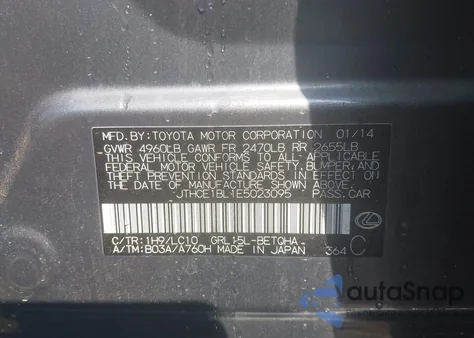 MFD.BY:TOYOTA MOTOR CORPORATION 01/14
GVWR 4960LB GAWR FR 2470LB RR 2655LB
THIS VEHICLE CONFORMS TO ALL APPLICABLE
FEDERAL MOTOR VEHICLE SAFETY, BUMPER,
AND THEFT PREVENTION STANDARDS IN EFFECT
ON THE DATE OF MANUFACTURE SHOWN ABOVE.
JTHCE1BL1E5023095 PASS.CAR
C/TR:1H9/LC10 GRL15L-BETQHA
A/TM:B03A/A760H MADE IN JAPAN 364 C
autoSnap